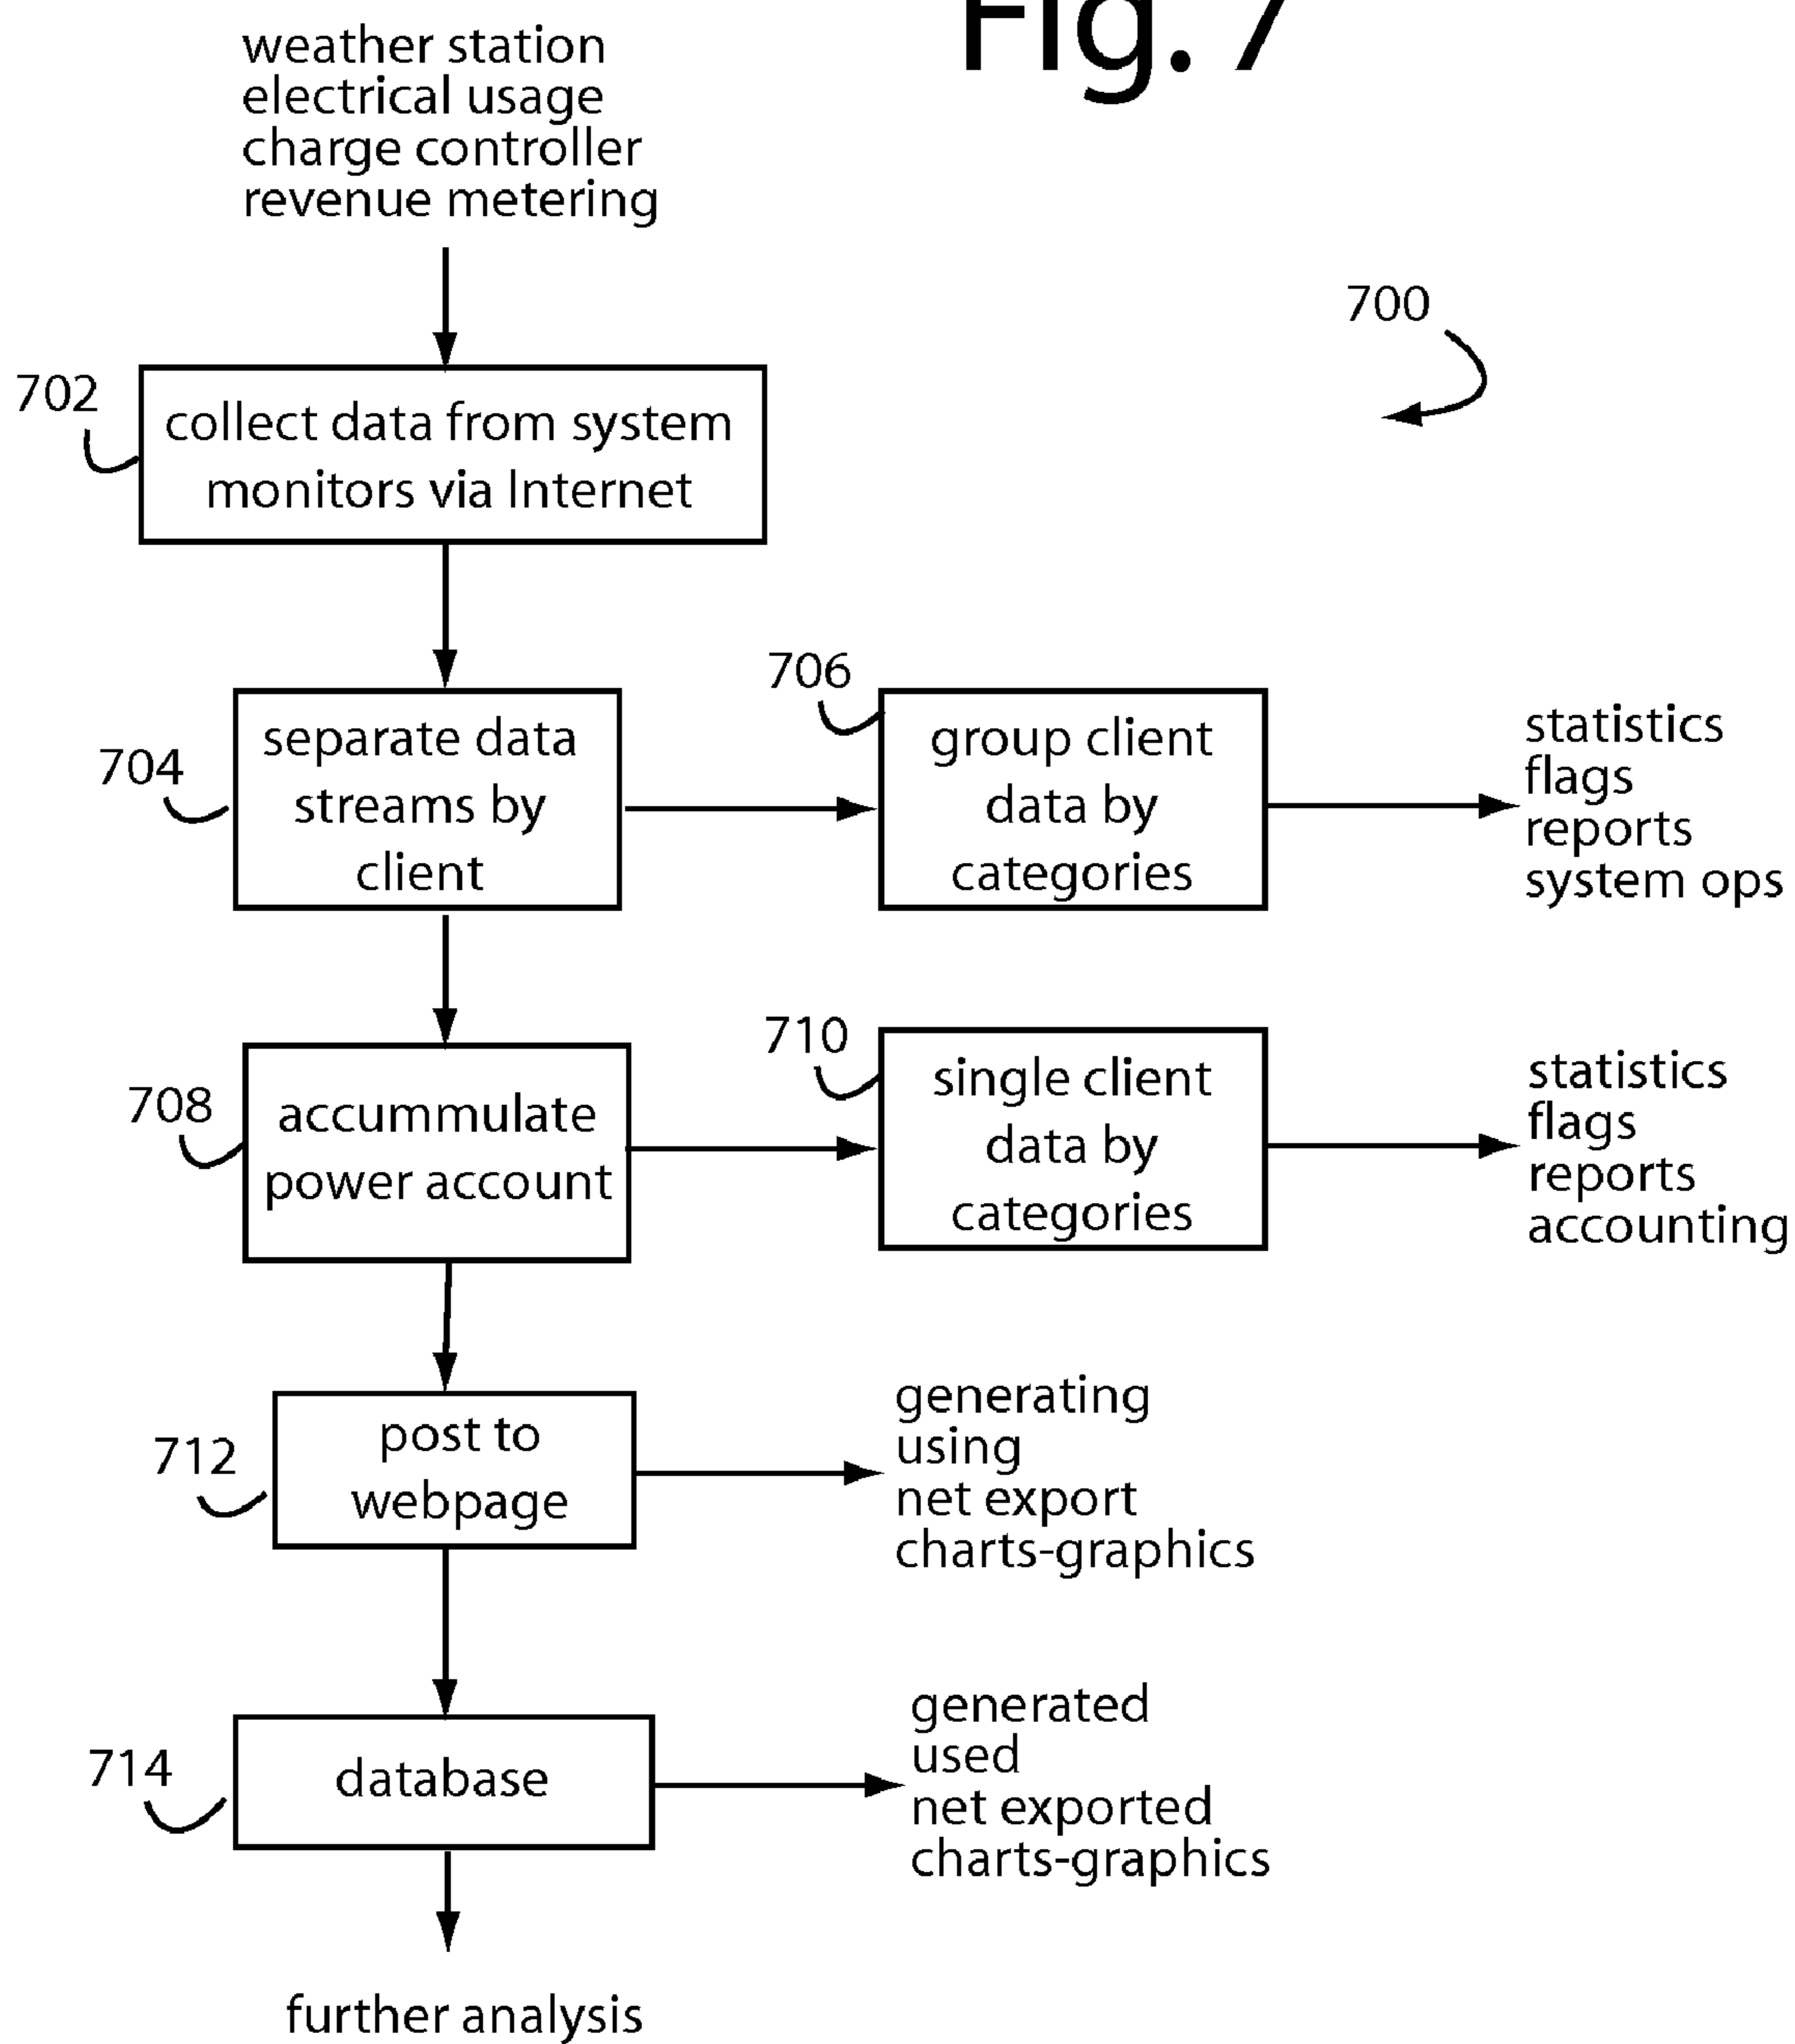 Fig. 7
weather station
electrical usage
charge controller
revenue metering
700
702
collect data from system
monitors via Internet
704
separate data
streams by
client
706
group client
data by
categories
statistics
flags
reports
system ops
708
accummulate
power account
710
single client
data by
categories
statistics
flags
reports
accounting
712
post to
webpage
generating
using
net export
charts-graphics
714
database
generated
used
net exported
charts-graphics
further analysis